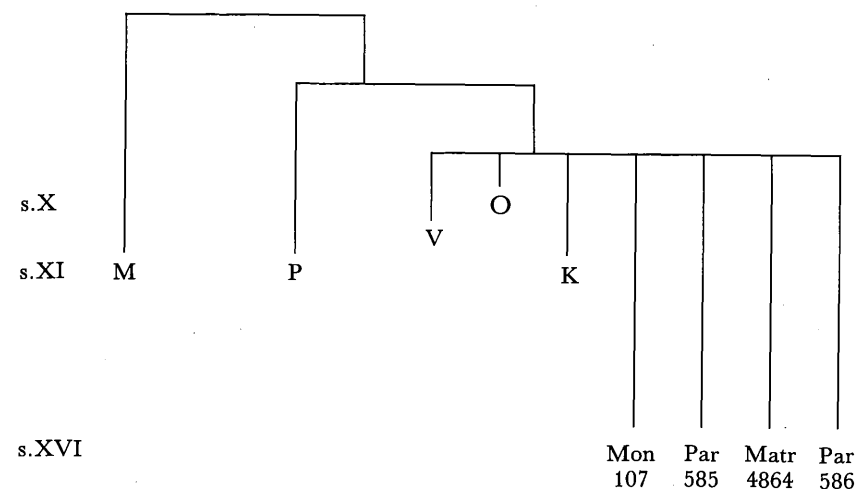 s.X
O
V
s.XI M P K
s.XVI
Mon Par Matr Par
107 585 4864 586